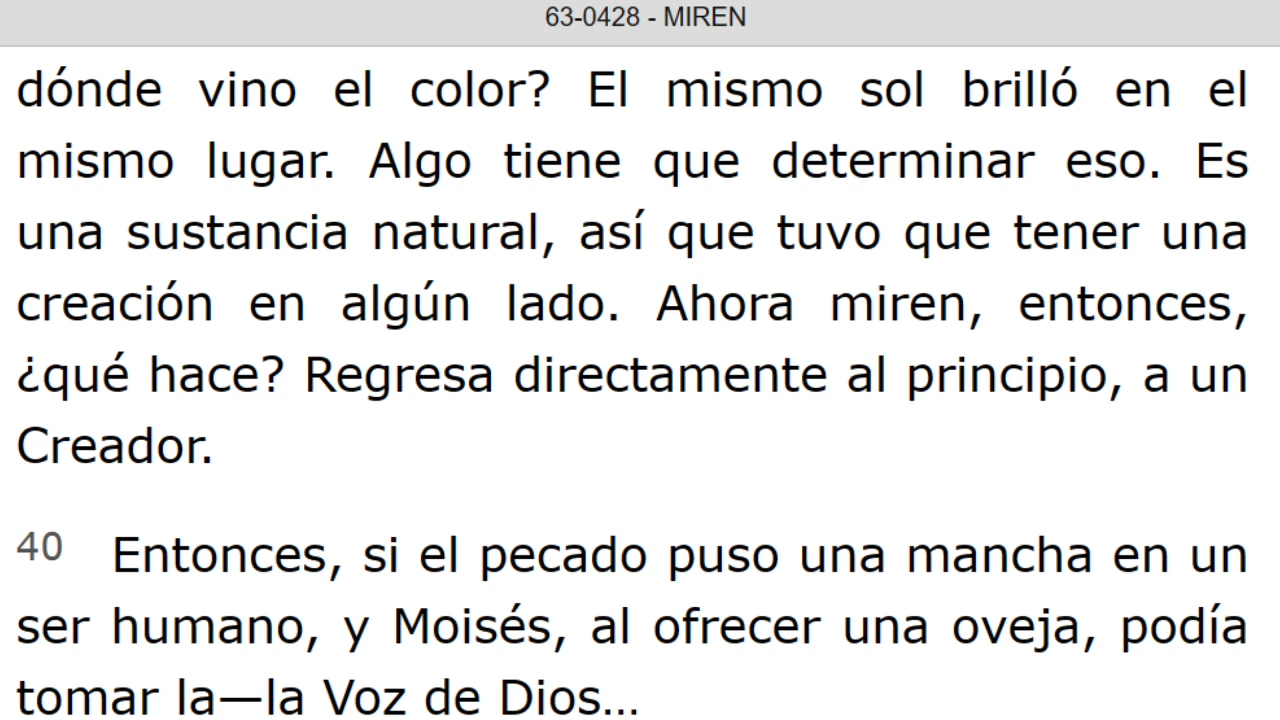 63-0428 - MIREN
dónde vino el color? El mismo sol brilló en el
mismo lugar. Algo tiene que determinar eso. Es
una sustancia natural, así que tuvo que tener una
creación en algún lado. Ahora miren, entonces,
¿qué hace? Regresa directamente al principio, a un
Creador.
40 Entonces, si el pecado puso una mancha en un
ser humano, y Moisés, al ofrecer una oveja, podía
tomar la—la Voz de Dios...